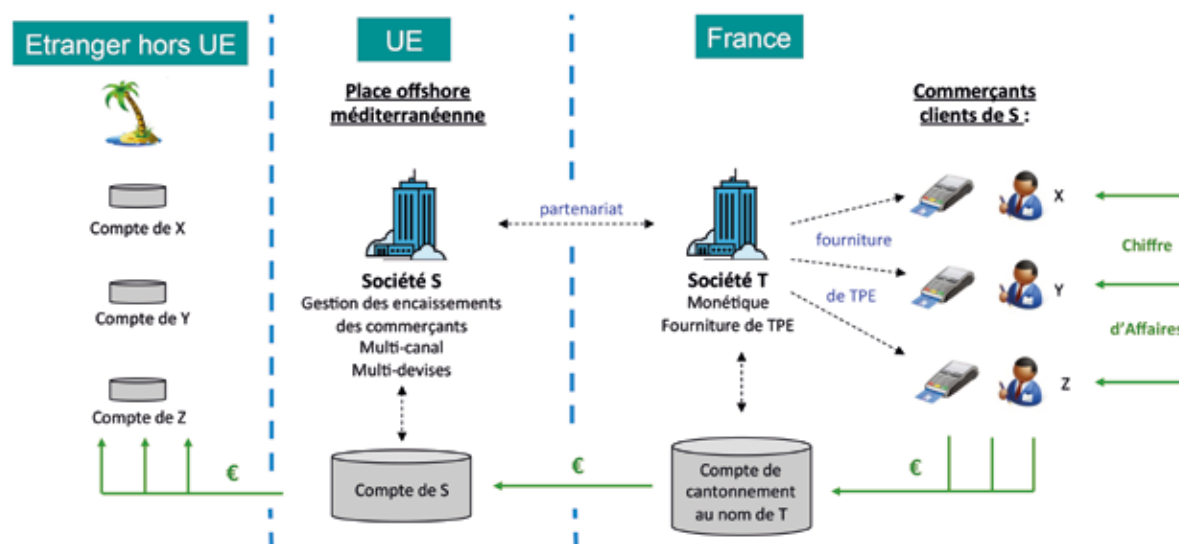 Etranger hors UE
UE
France
Place offshore
méditerranéenne
Commerçants
clients de S :
Compte de X
Compte de Y
Compte de Z
€
partenariat
Société S
Gestion des encaissements
des commerçants
Multi-canal
Multi-devises
Compte de S
€
Société T
Monétique
Fourniture de TPE
fourniture
de TPE
Compte de
cantonnement
au nom de T
€
X
Y
Z
Chiffre
d'Affaires